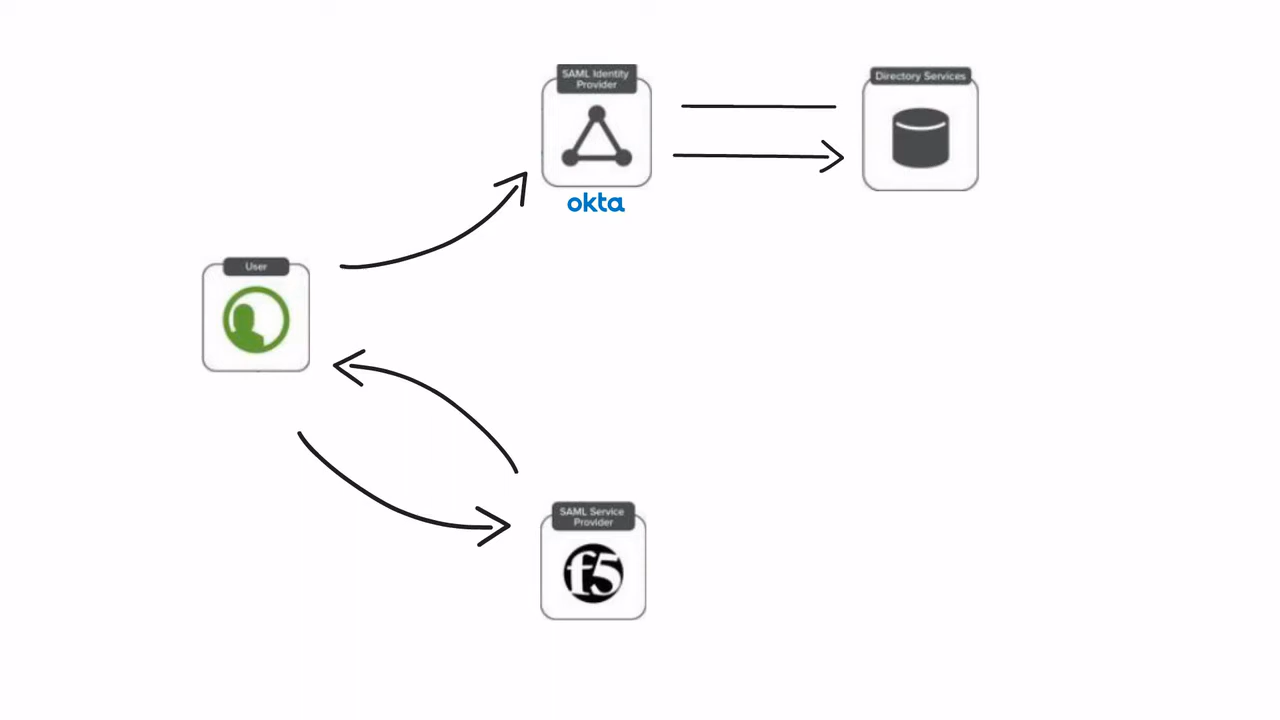 SAML Identity
Provider
Directory Services
okta
User
SAML Service
Provider
f5